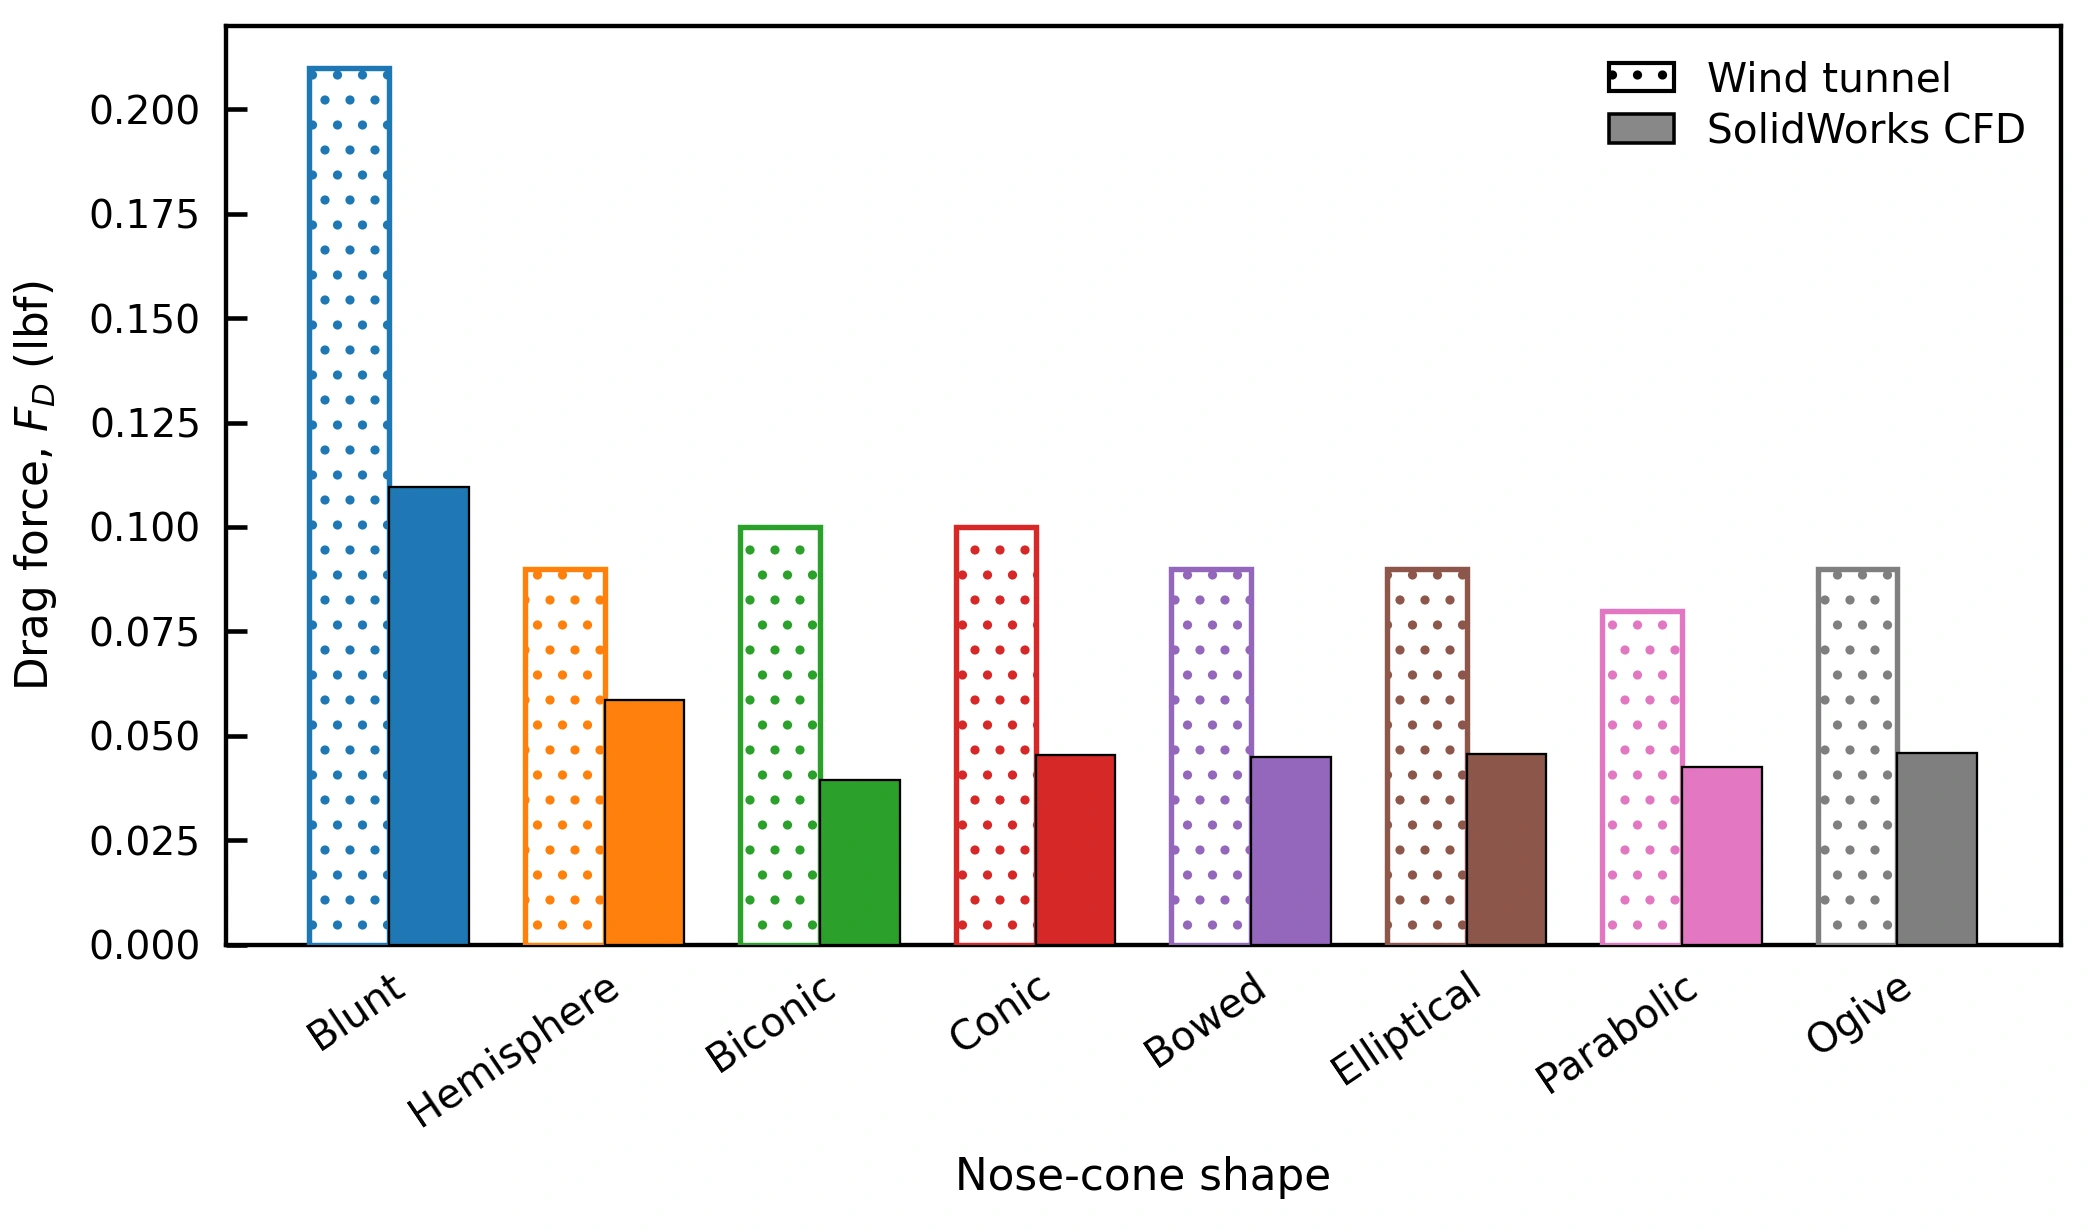 Wind tunnel
SolidWorks CFD
Drag force, F_D (lbf)
0.200
0.175
0.150
0.125
0.100
0.075
0.050
0.025
0.000
Blunt
Hemisphere
Biconic
Conic
Bowed
Elliptical
Parabolic
Ogive
Nose-cone shape